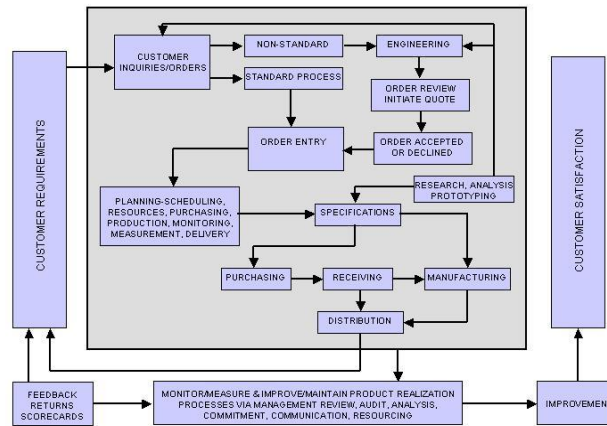 CUSTOMER REQUIREMENTS
CUSTOMER
INQUIRIES/ORDERS
NON-STANDARD
ENGINEERING
STANDARD PROCESS
ORDER REVIEW
INITIATE QUOTE
ORDER ENTRY
ORDER ACCEPTED
OR DECLINED
RESEARCH, ANALYSIS
PROTOTYPING
PLANNING-SCHEDULING,
RESOURCES, PURCHASING,
PRODUCTION, MONITORING,
MEASUREMENT, DELIVERY
SPECIFICATIONS
PURCHASING
RECEIVING
MANUFACTURING
DISTRIBUTION
CUSTOMER SATISFACTION
FEEDBACK
RETURNS
SCORECARDS
MONITOR/MEASURE & IMPROVE/MAINTAIN PRODUCT REALIZATION
PROCESSES VIA MANAGEMENT REVIEW, AUDIT, ANALYSIS,
COMMITMENT, COMMUNICATION, RESOURCING
IMPROVEMEN